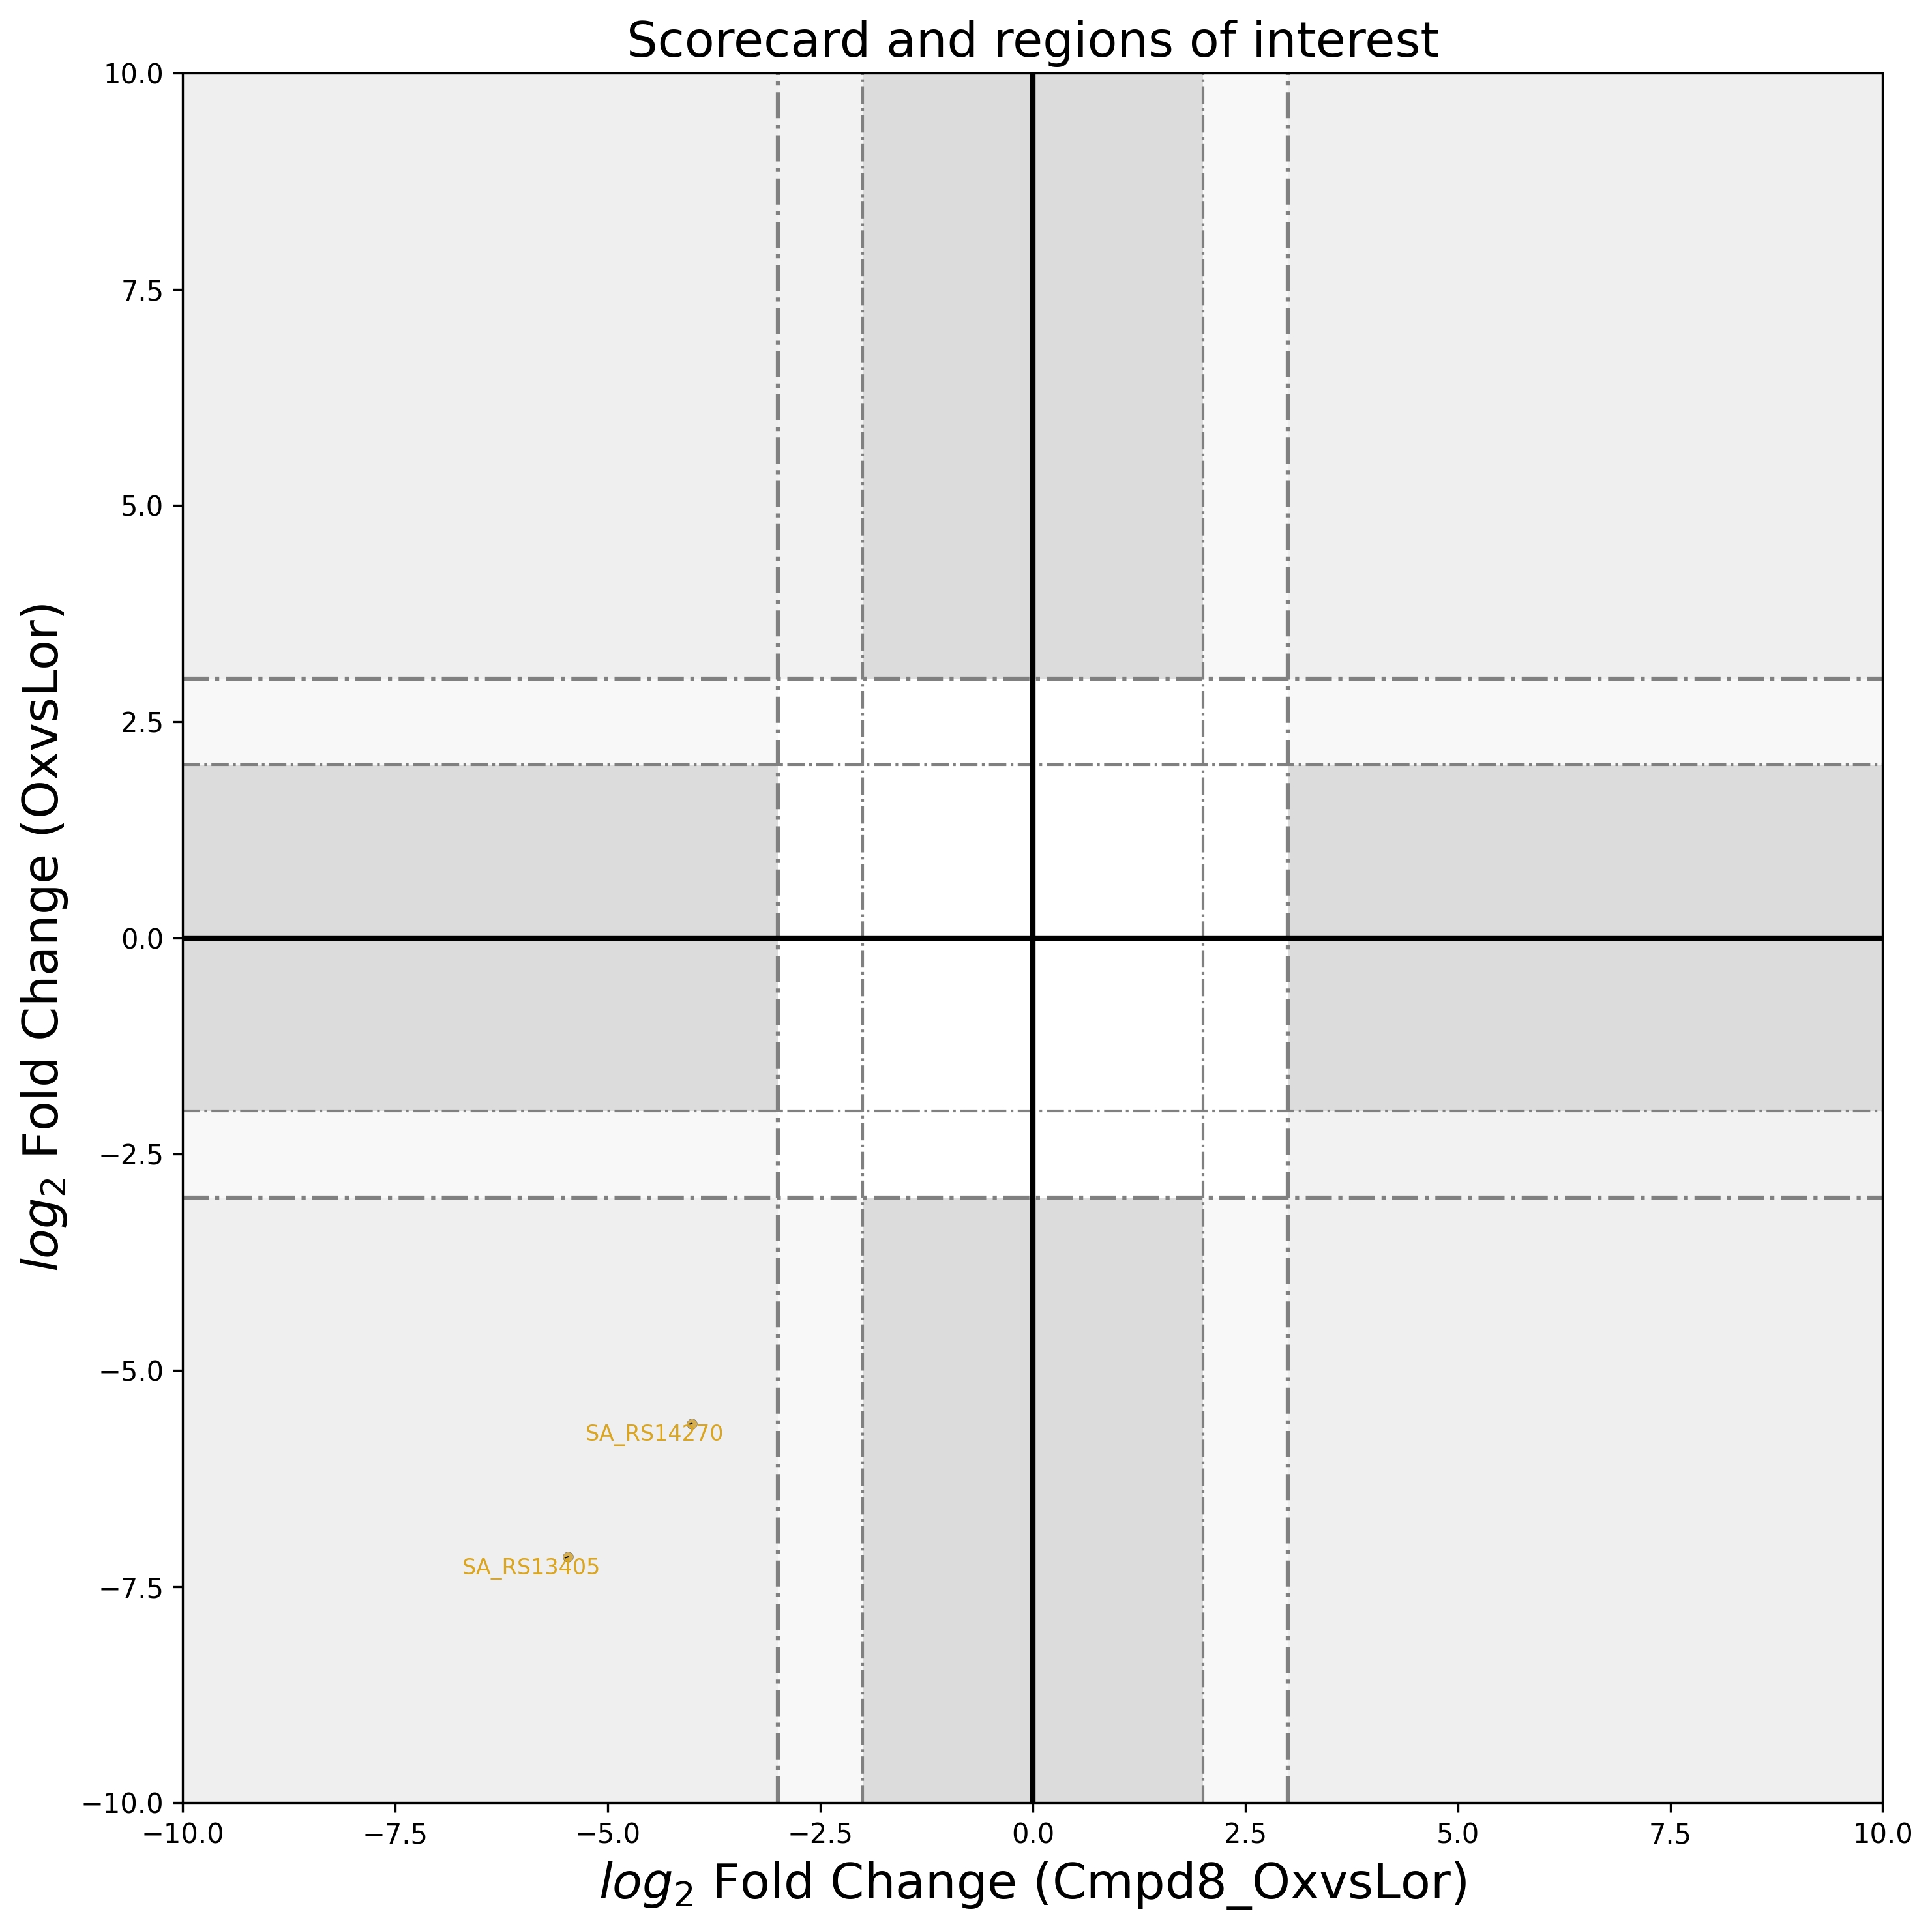 Scorecard and regions of interest
10.0
7.5
5.0
2.5
0.0
−2.5
−5.0
−7.5
−10.0
log₂ Fold Change (OxvsLor)
SA_RS14270
SA_RS13405
−10.0 −7.5 −5.0 −2.5 0.0 2.5 5.0 7.5 10.0
log₂ Fold Change (Cmpd8_OxvsLor)